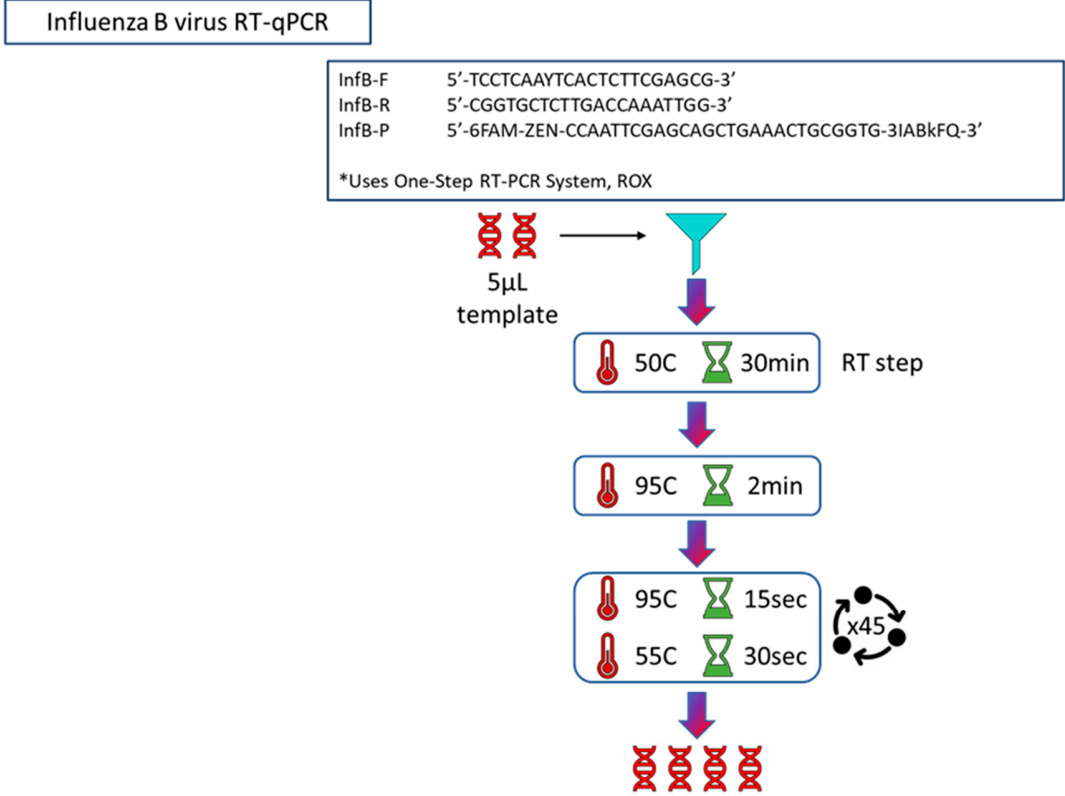 Influenza B virus RT-qPCR
InfB-F 5’-TCCTCAAYTCACTCTTCGAGCG-3’
InfB-R 5’-CGGTGCTCTTGACCAAATTGG-3’
InfB-P 5’-6FAM-ZEN-CCAATTCGAGCAGCTGAAACTGCGGTG-3IABkFQ-3’
*Uses One-Step RT-PCR System, ROX
5µL
template
50C 30min RT step
95C 2min
95C 15sec
x45
55C 30sec